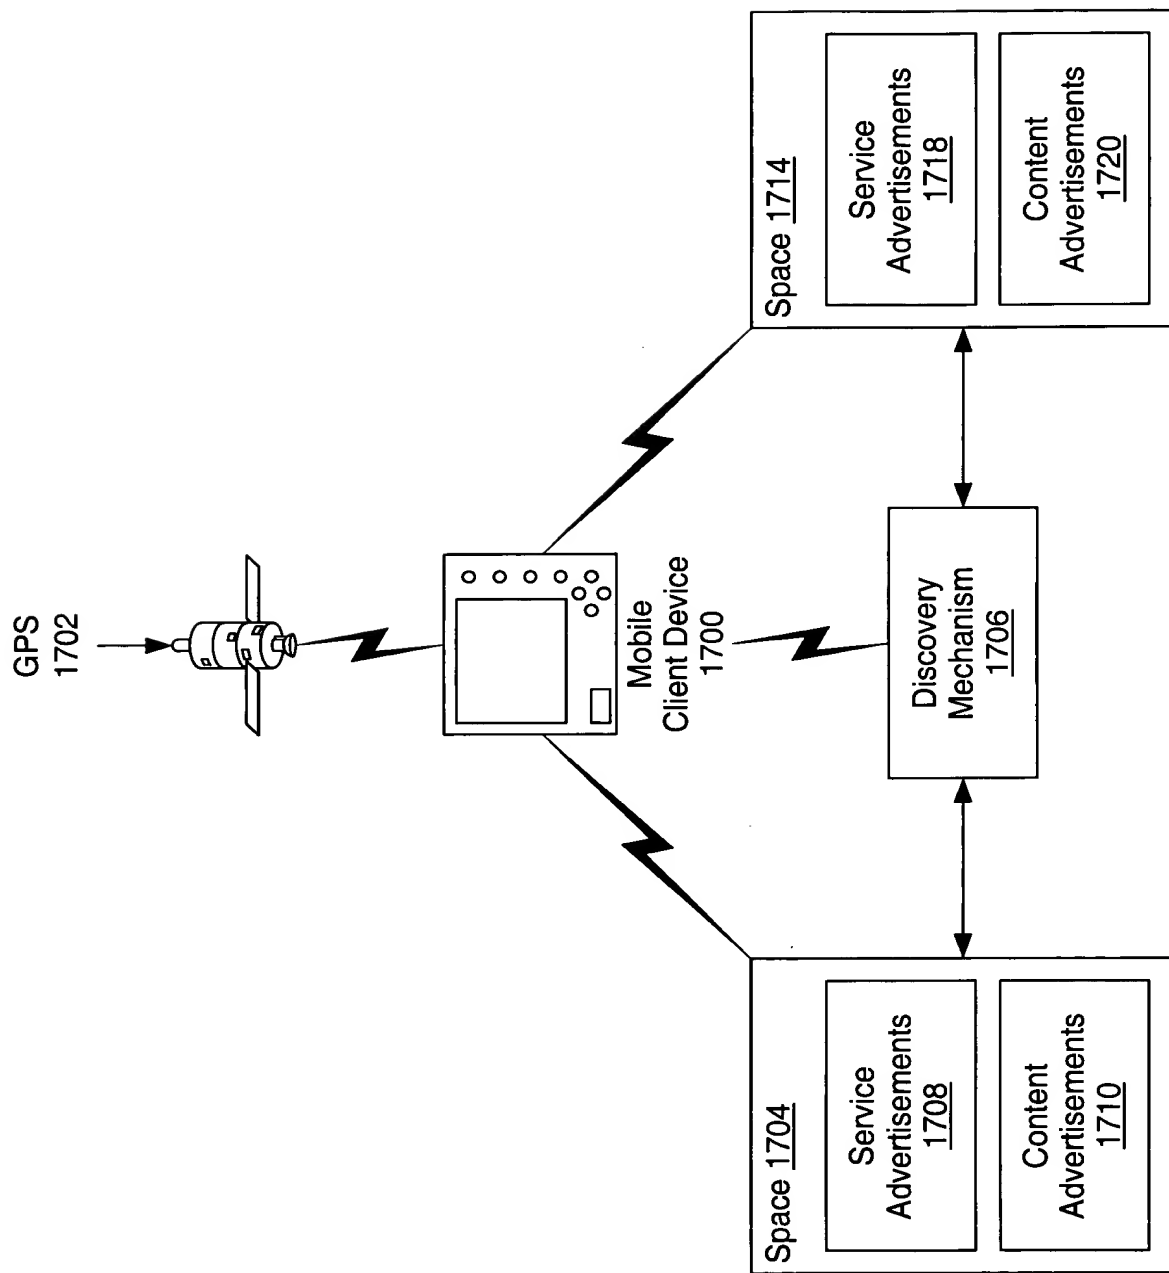 GPS
1702
Mobile
Client Device
1700
Discovery
Mechanism
1706
Space 1704
Service
Advertisements
1708
Content
Advertisements
1710
Space 1714
Service
Advertisements
1718
Content
Advertisements
1720